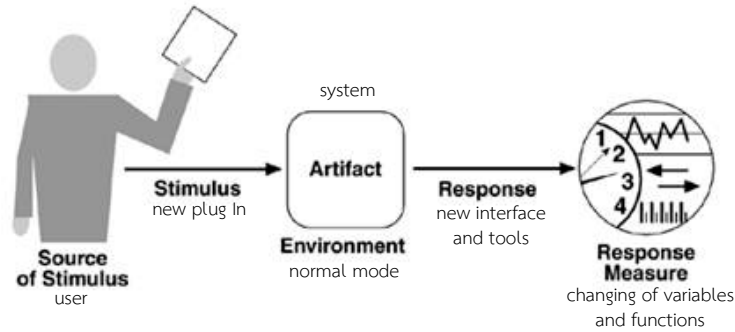 system
Artifact
1
2
3
4
Stimulus
new plug In
Response
new interface
and tools
Environment
normal mode
Source
of Stimulus
user
Response
Measure
changing of variables
and functions